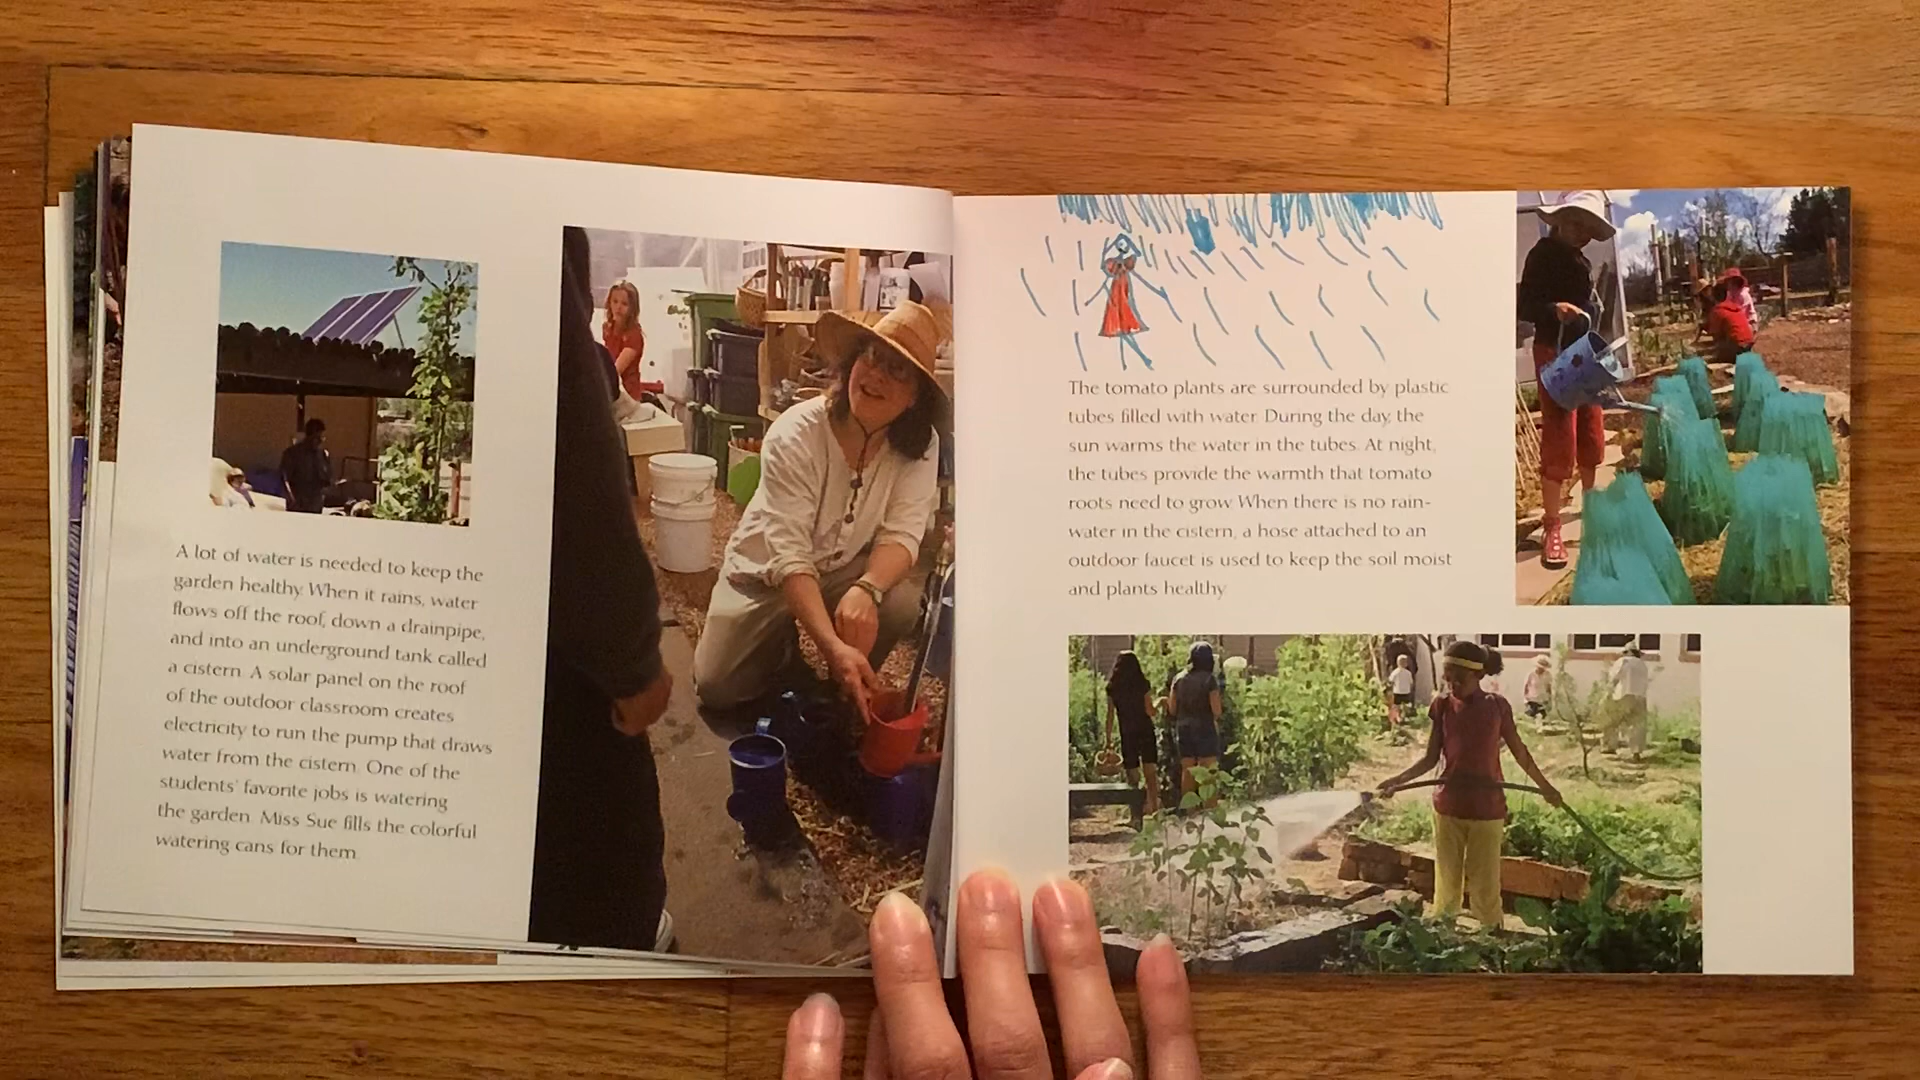 A lot of water is needed to keep the
garden healthy. When it rains, water
flows off the roof, down a drainpipe,
and into an underground tank called
a cistern. A solar panel on the roof
of the outdoor classroom creates
electricity to run the pump that draws
water from the cistern. One of the
students' favorite jobs is watering
the garden. Miss Sue fills the colorful
watering cans for them.
The tomato plants are surrounded by plastic
tubes filled with water. During the day, the
sun warms the water in the tubes. At night,
the tubes provide the warmth that tomato
roots need to grow. When there is no rain-
water in the cistern, a hose attached to an
outdoor faucet is used to keep the soil moist
and plants healthy.